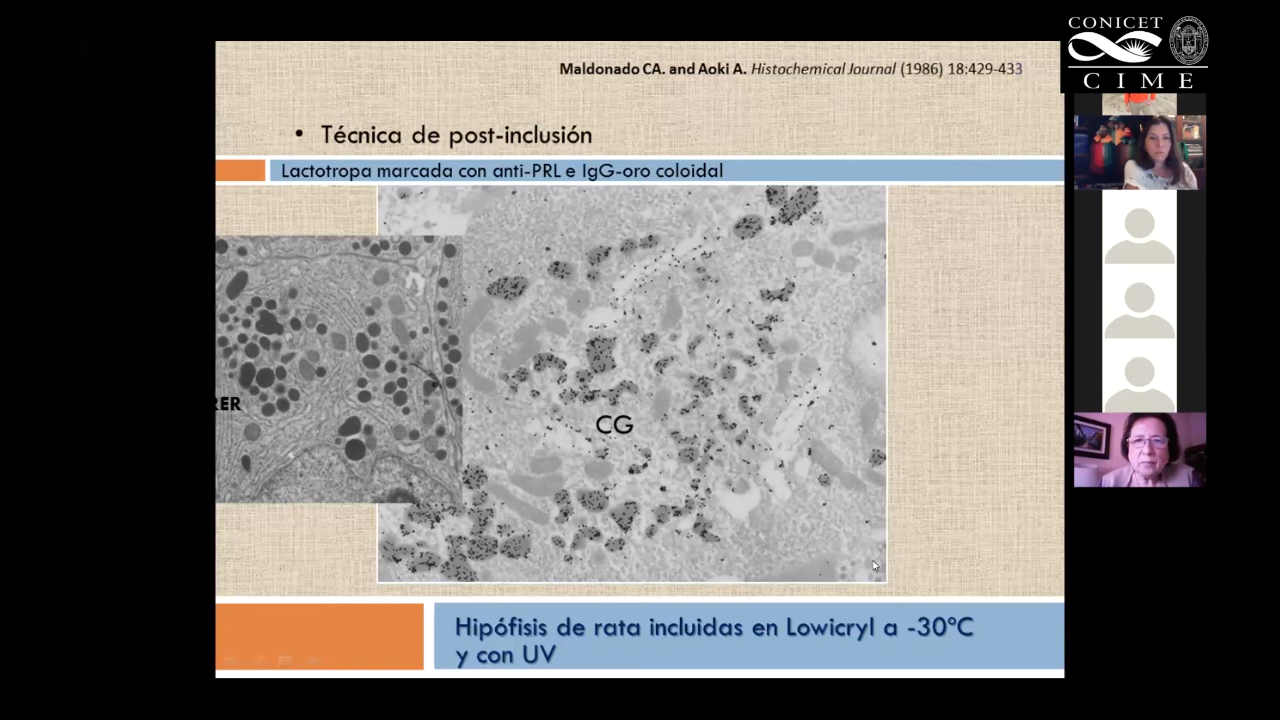 CONICET
CIME
Maldonado CA. and Aoki A. Histochemical Journal (1986) 18:429-433
• Técnica de post-inclusión
Lactotropa marcada con anti-PRL e IgG-oro coloidal
RER
CG
Hipófisis de rata incluidas en Lowicryl a -30ºC
y con UV